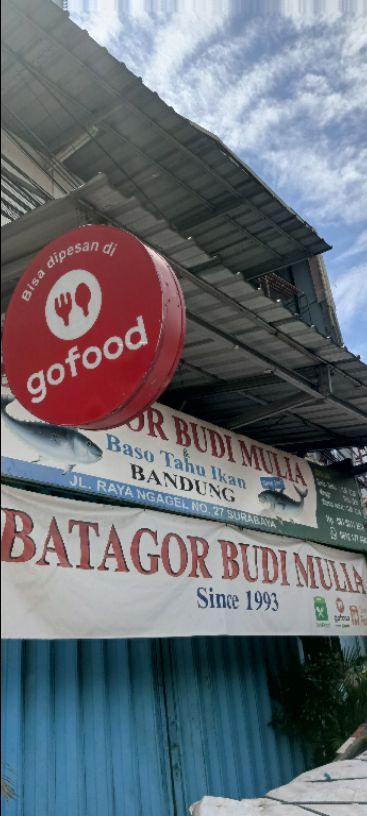 Bisa dipesan di
gofood
OR BUDI MULIA
&
Baso Tahu Ikan
BANDUNG
JL. RAYA NGAGEL NO. 27 SURABAYA
BATAGOR BUDI MULIA
Since 1993